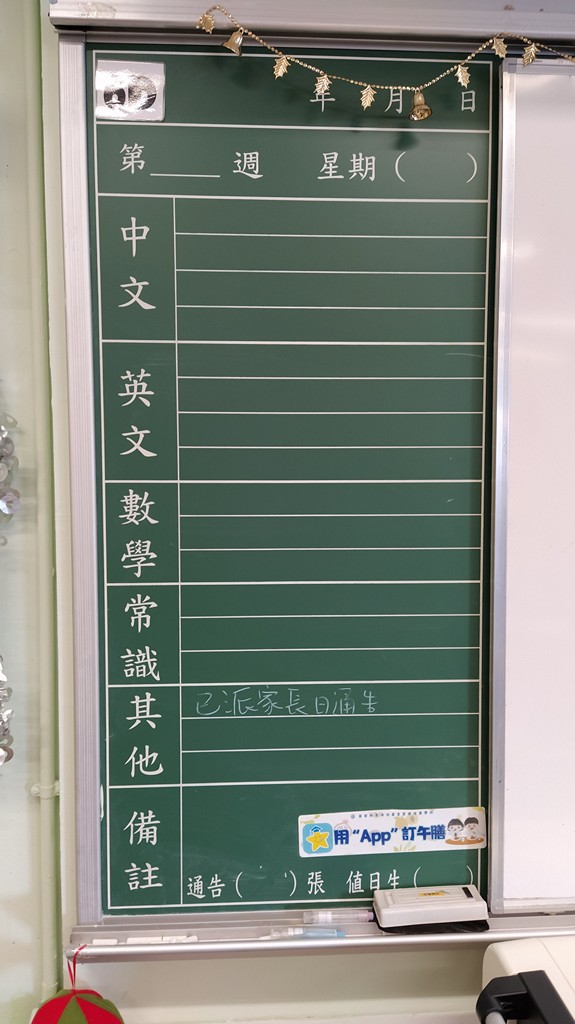 年 月 日
第 週 星期( )
中文
英文
數學
常識
其他
已派家長日通告
備註
用“App”訂午膳
通告( )張 值日生( )